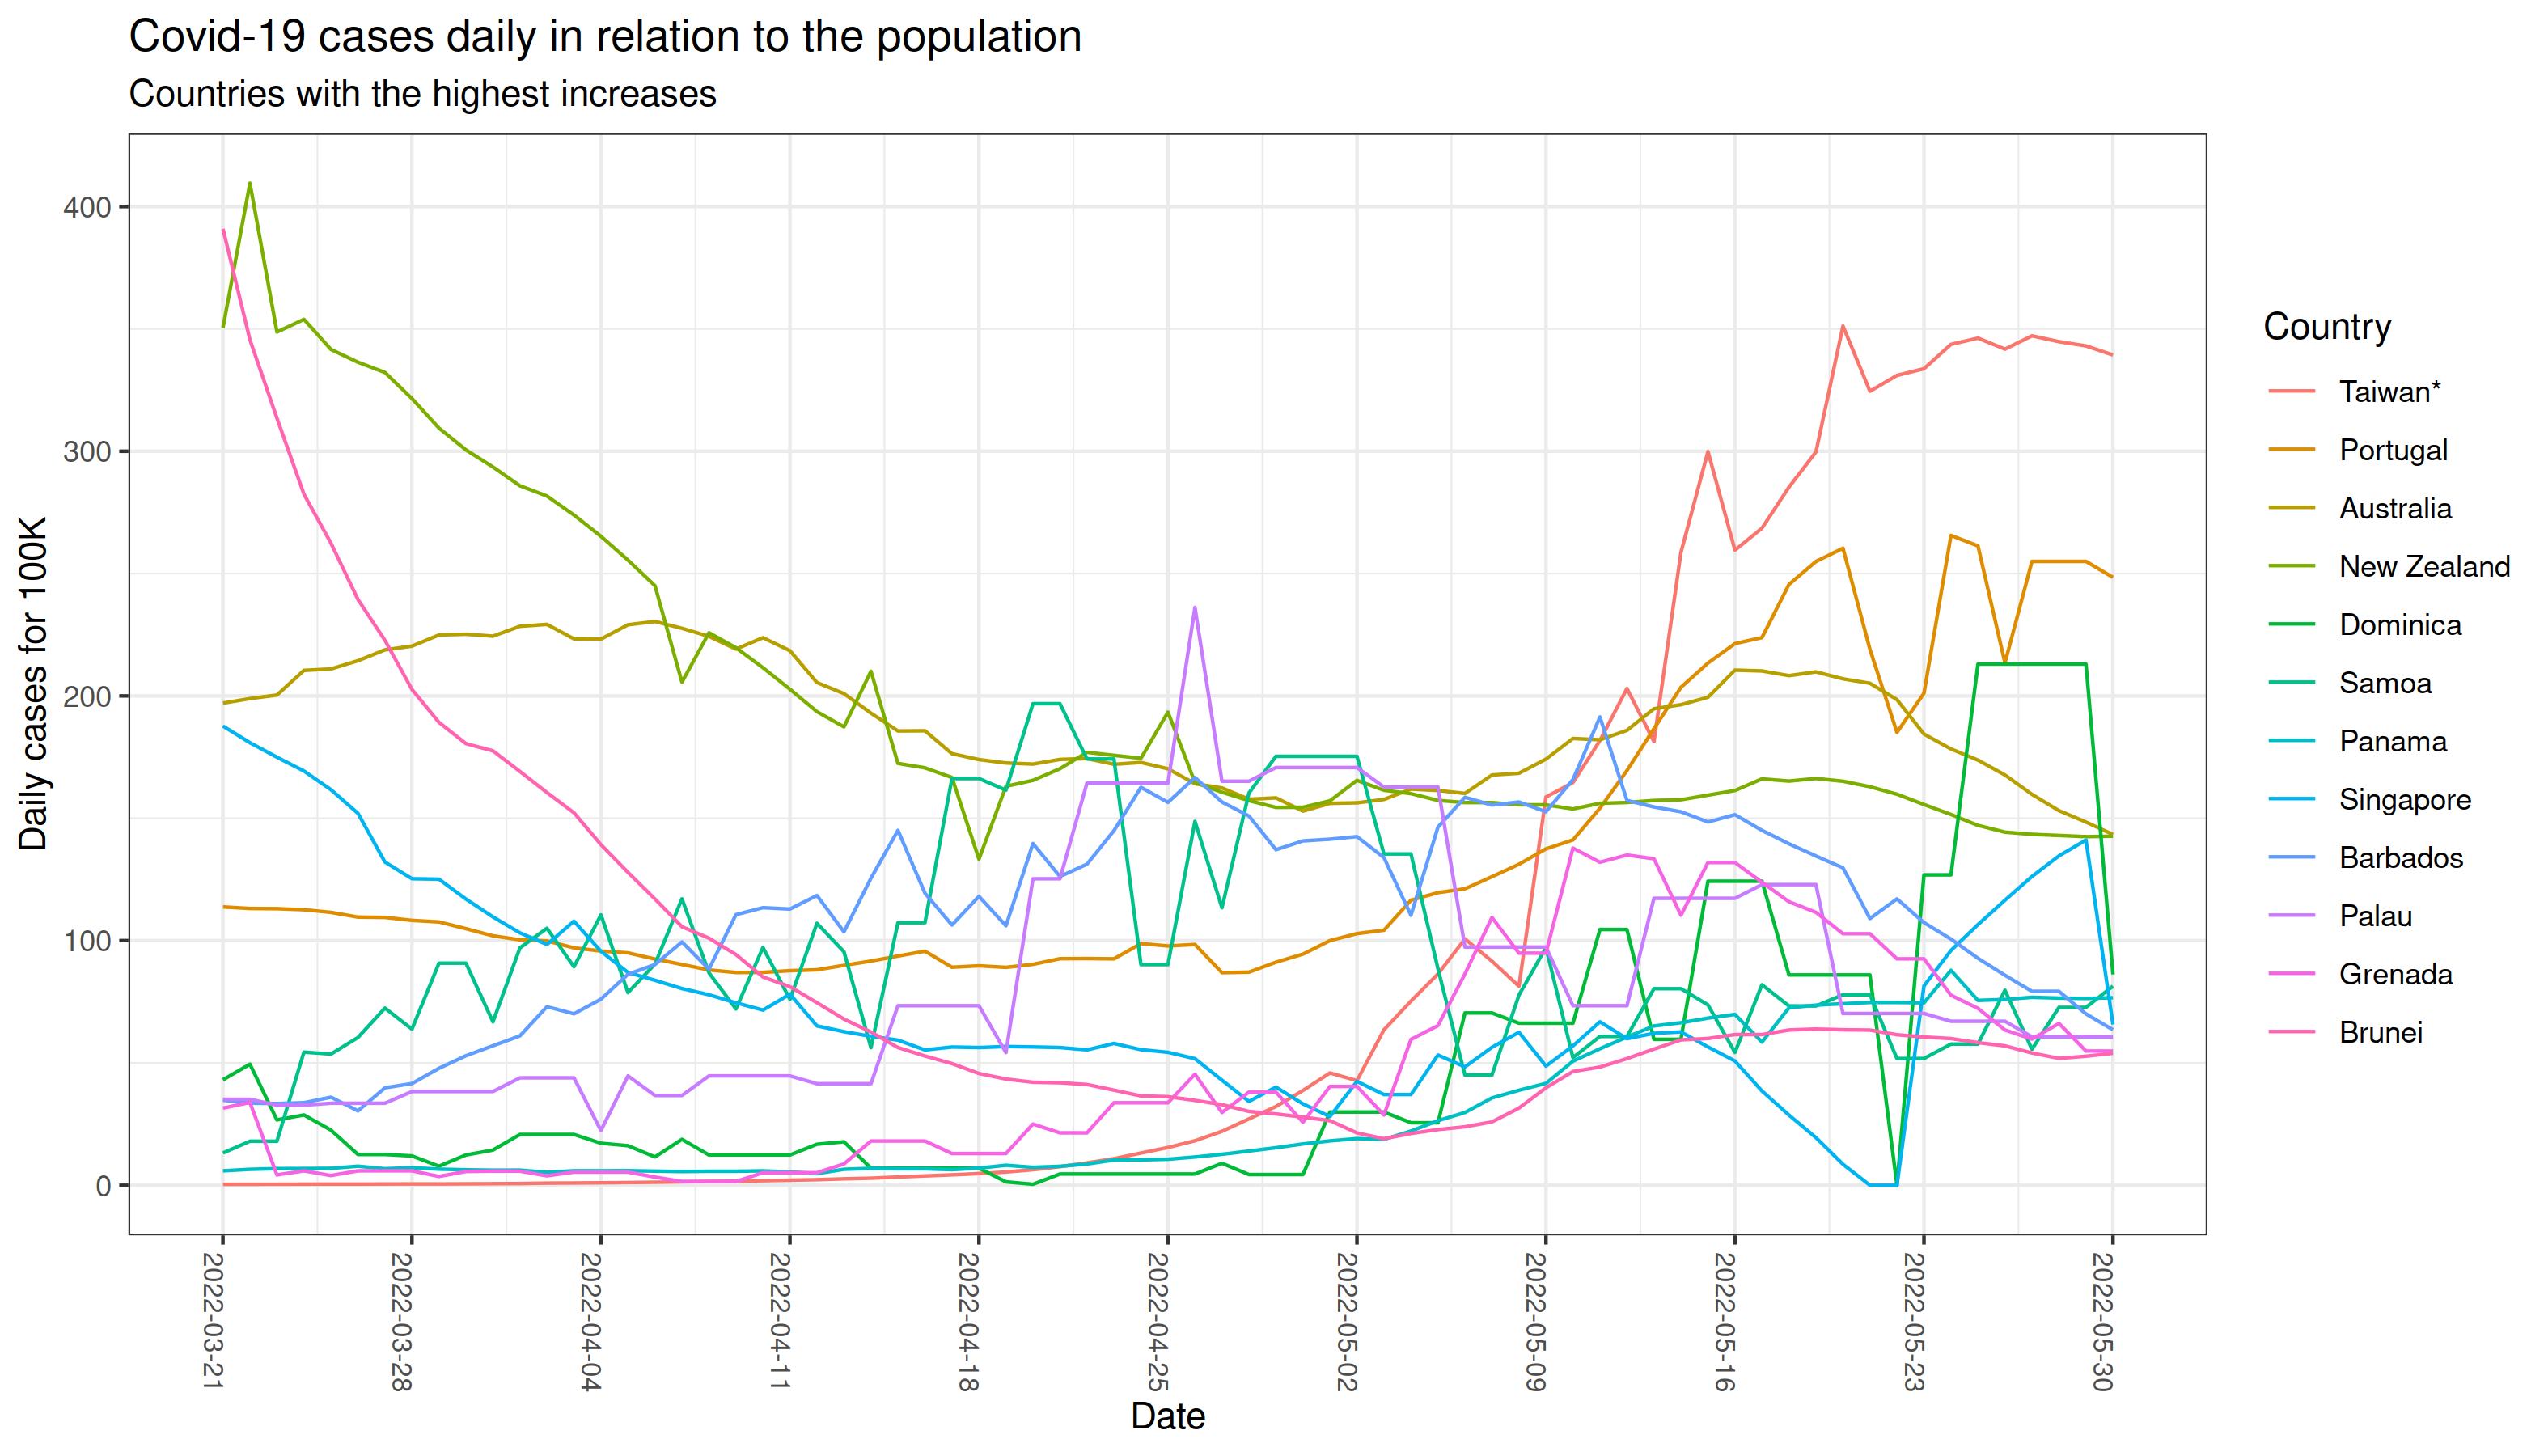 Covid-19 cases daily in relation to the population
Countries with the highest increases
Daily cases for 100K
400
300
200
100
0
2022-03-21
2022-03-28
2022-04-04
2022-04-11
2022-04-18
2022-04-25
2022-05-02
2022-05-09
2022-05-16
2022-05-23
2022-05-30
Date
Country
Taiwan*
Portugal
Australia
New Zealand
Dominica
Samoa
Panama
Singapore
Barbados
Palau
Grenada
Brunei